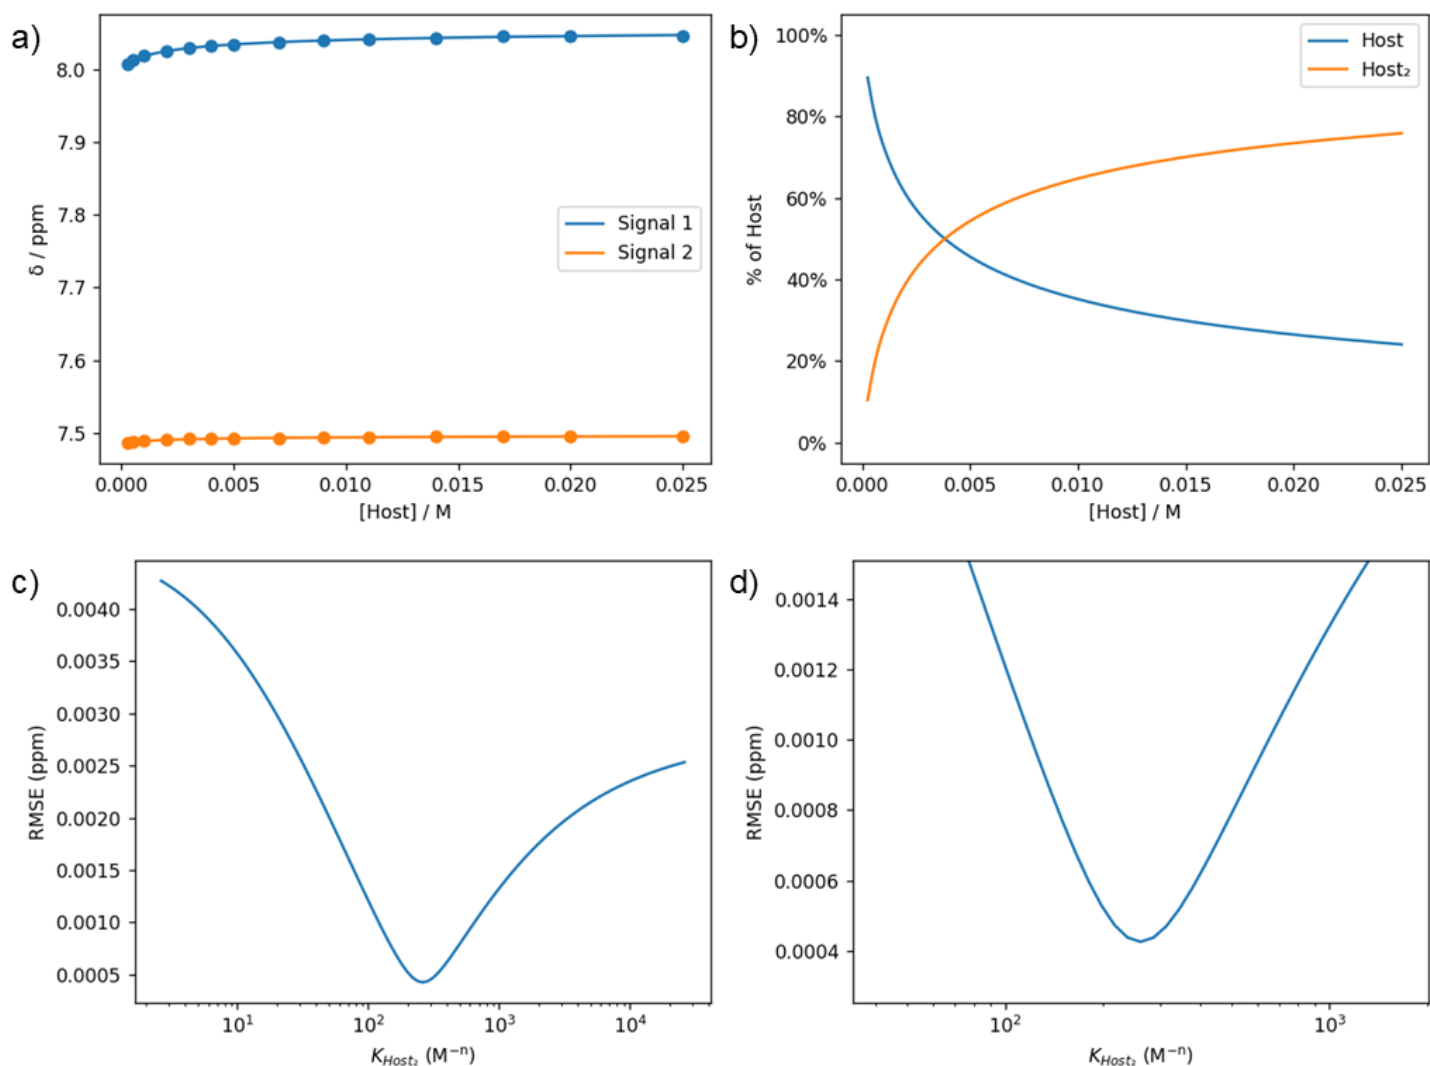 a)
8.0
7.9
7.8
7.7
7.6
7.5
δ / ppm
Signal 1
Signal 2
0.000 0.005 0.010 0.015 0.020 0.025
[Host] / M
b)
100%
80%
60%
40%
20%
0%
% of Host
Host
Host₂
0.000 0.005 0.010 0.015 0.020 0.025
[Host] / M
c)
0.0040
0.0035
0.0030
0.0025
0.0020
0.0015
0.0010
0.0005
RMSE (ppm)
10¹ 10² 10³ 10⁴
K_Host₂ (M⁻ⁿ)
d)
0.0014
0.0012
0.0010
0.0008
0.0006
0.0004
RMSE (ppm)
10² 10³
K_Host₂ (M⁻ⁿ)